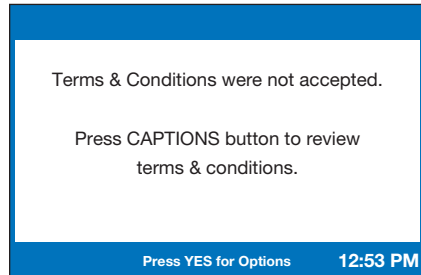 Terms & Conditions were not accepted.
Press CAPTIONS button to review
terms & conditions.
Press YES for Options 12:53 PM